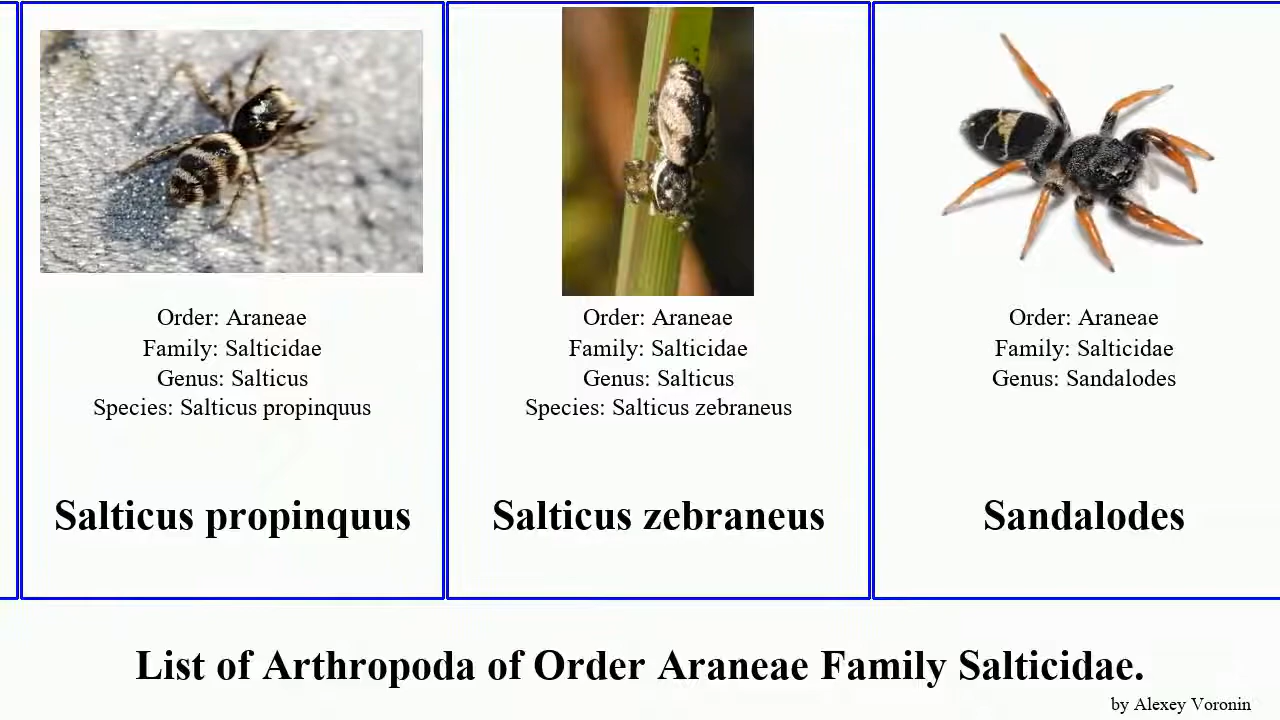 Order: Araneae
Family: Salticidae
Genus: Salticus
Species: Salticus propinquus
Salticus propinquus
Order: Araneae
Family: Salticidae
Genus: Salticus
Species: Salticus zebraneus
Salticus zebraneus
Order: Araneae
Family: Salticidae
Genus: Sandalodes
Sandalodes
List of Arthropoda of Order Araneae Family Salticidae.
by Alexey Voronin